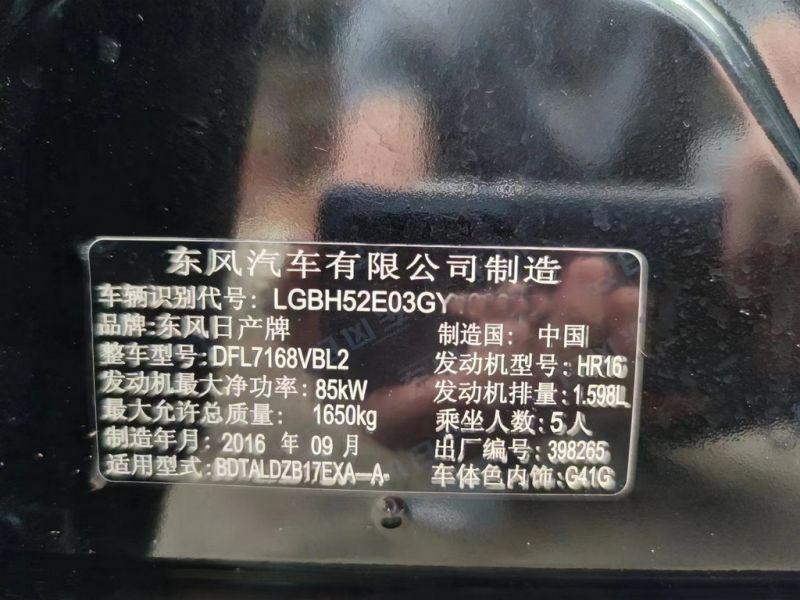 东风汽车有限公司制造
车辆识别代号: LGBH52E03GY
品牌: 东风日产牌 制造国: 中国
整车型号: DFL7168VBL2 发动机型号: HR16
发动机最大净功率: 85kW 发动机排量: 1.598L
最大允许总质量: 1650kg 乘坐人数: 5人
制造年月: 2016 年 09 月 出厂编号: 398265
适用型式: BDTALDZB17EXA-A- 车体色内饰: G41G